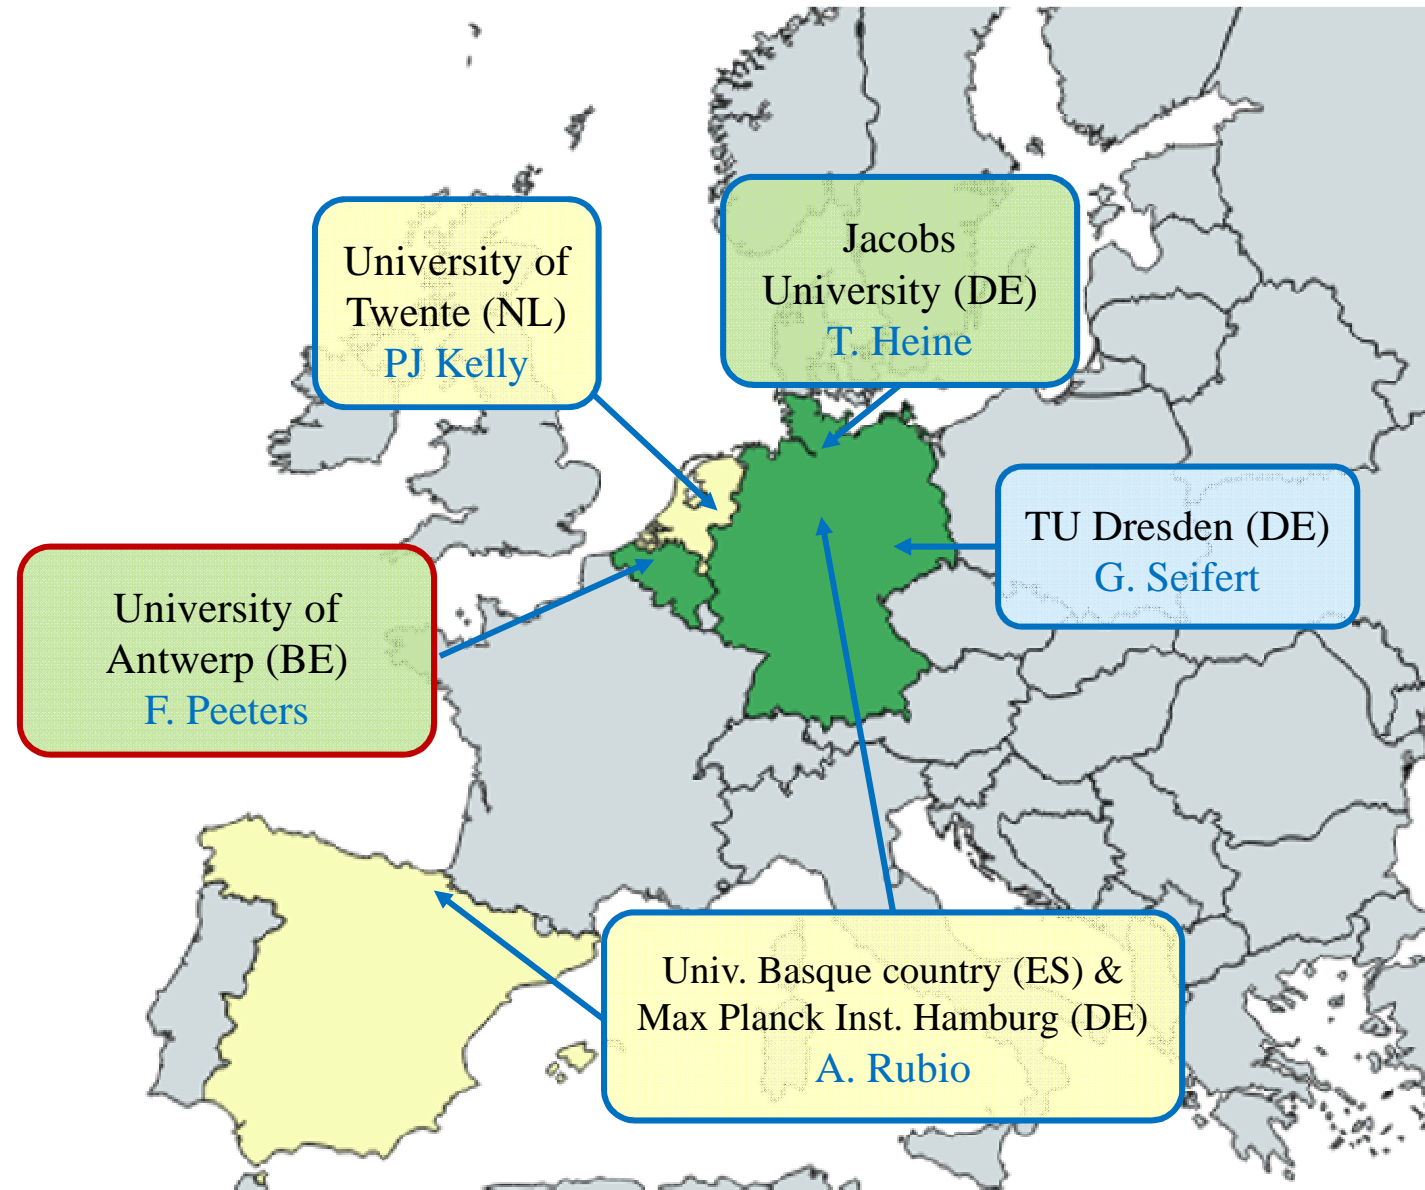 University of
Twente (NL)
PJ Kelly
Jacobs
University (DE)
T. Heine
TU Dresden (DE)
G. Seifert
University of
Antwerp (BE)
F. Peeters
Univ. Basque country (ES) &
Max Planck Inst. Hamburg (DE)
A. Rubio